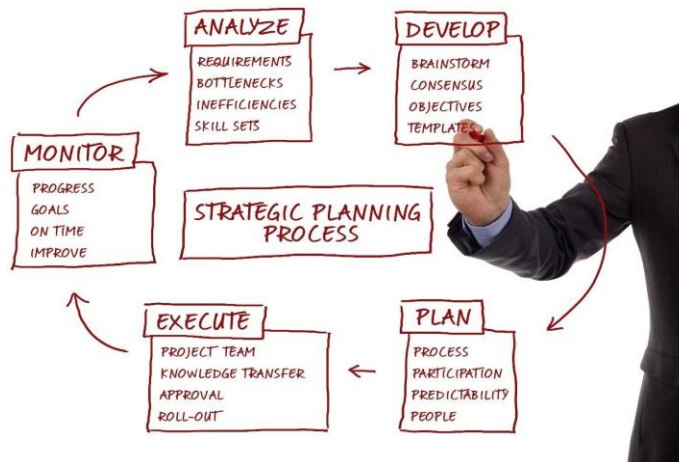 ANALYZE
REQUIREMENTS
BOTTLENECKS
INEFFICIENCIES
SKILL SETS
DEVELOP
BRAINSTORM
CONSENSUS
OBJECTIVES
TEMPLATES
MONITOR
PROGRESS
GOALS
ON TIME
IMPROVE
STRATEGIC PLANNING
PROCESS
EXECUTE
PROJECT TEAM
KNOWLEDGE TRANSFER
APPROVAL
ROLL-OUT
PLAN
PROCESS
PARTICIPATION
PREDICTABILITY
PEOPLE